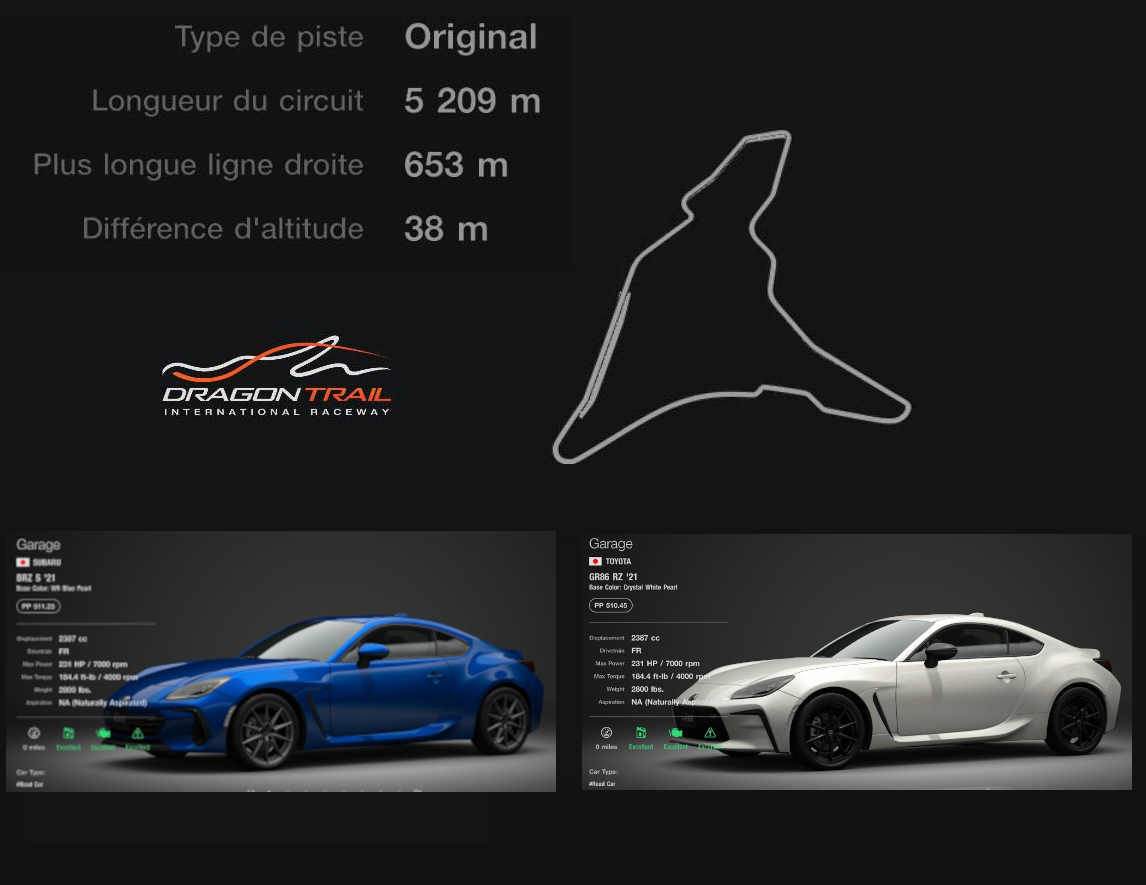 Type de piste Original
Longueur du circuit 5 209 m
Plus longue ligne droite 653 m
Différence d'altitude 38 m
DRAGON TRAIL
INTERNATIONAL RACEWAY
Garage
SUBARU
BRZ S '21
Base Color: WR Blue Pearl
PP 511.25
Displacement 2387 cc
Drivetrain FR
Max Power 231 HP / 7000 rpm
Max Torque 184.4 ft-lb / 4000 rpm
Weight 2800 lbs.
Aspiration NA (Naturally Aspirated)
0 miles Excellent Excellent Excellent
Car Type:
#Road Car
Garage
TOYOTA
GR86 RZ '21
Base Color: Crystal White Pearl
PP 510.45
Displacement 2387 cc
Drivetrain FR
Max Power 231 HP / 7000 rpm
Max Torque 184.4 ft-lb / 4000 rpm
Weight 2800 lbs.
Aspiration NA (Naturally Aspirated)
0 miles Excellent Excellent Excellent
Car Type:
#Road Car